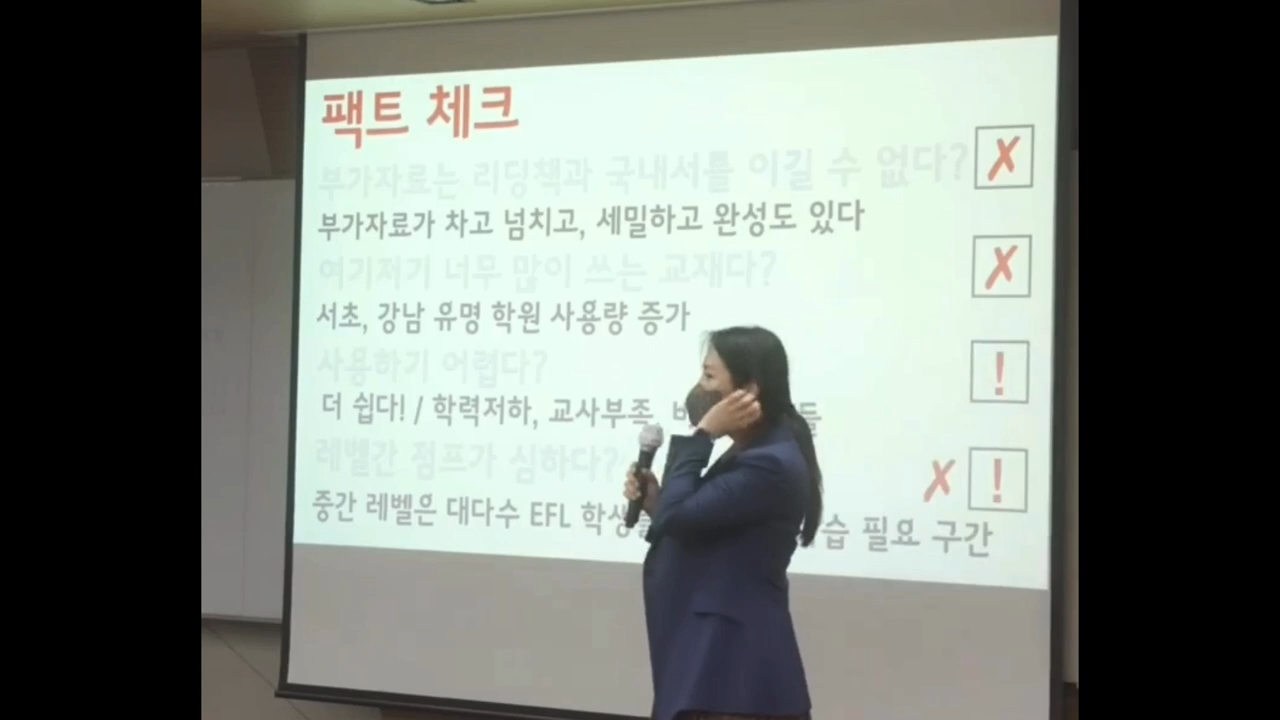 팩트 체크
부가자료는 리딩책과 국내서를 이길 수 없다? ✗
부가자료가 차고 넘치고, 세밀하고 완성도 있다
여기저기 너무 많이 쓰는 교재다? ✗
서초, 강남 유명 학원 사용량 증가
사용하기 어렵다? !
더 쉽다! / 학력저하, 교사부족,
레벨간 점프가 심하다? ✗ !
중간 레벨은 대다수 EFL 필요 구간